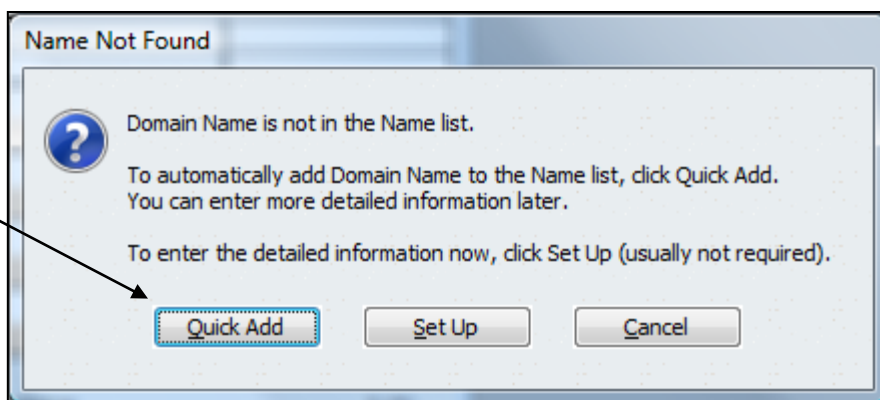 Name Not Found
Domain Name is not in the Name list.
To automatically add Domain Name to the Name list, click Quick Add.
You can enter more detailed information later.
To enter the detailed information now, click Set Up (usually not required).
Quick Add
Set Up
Cancel